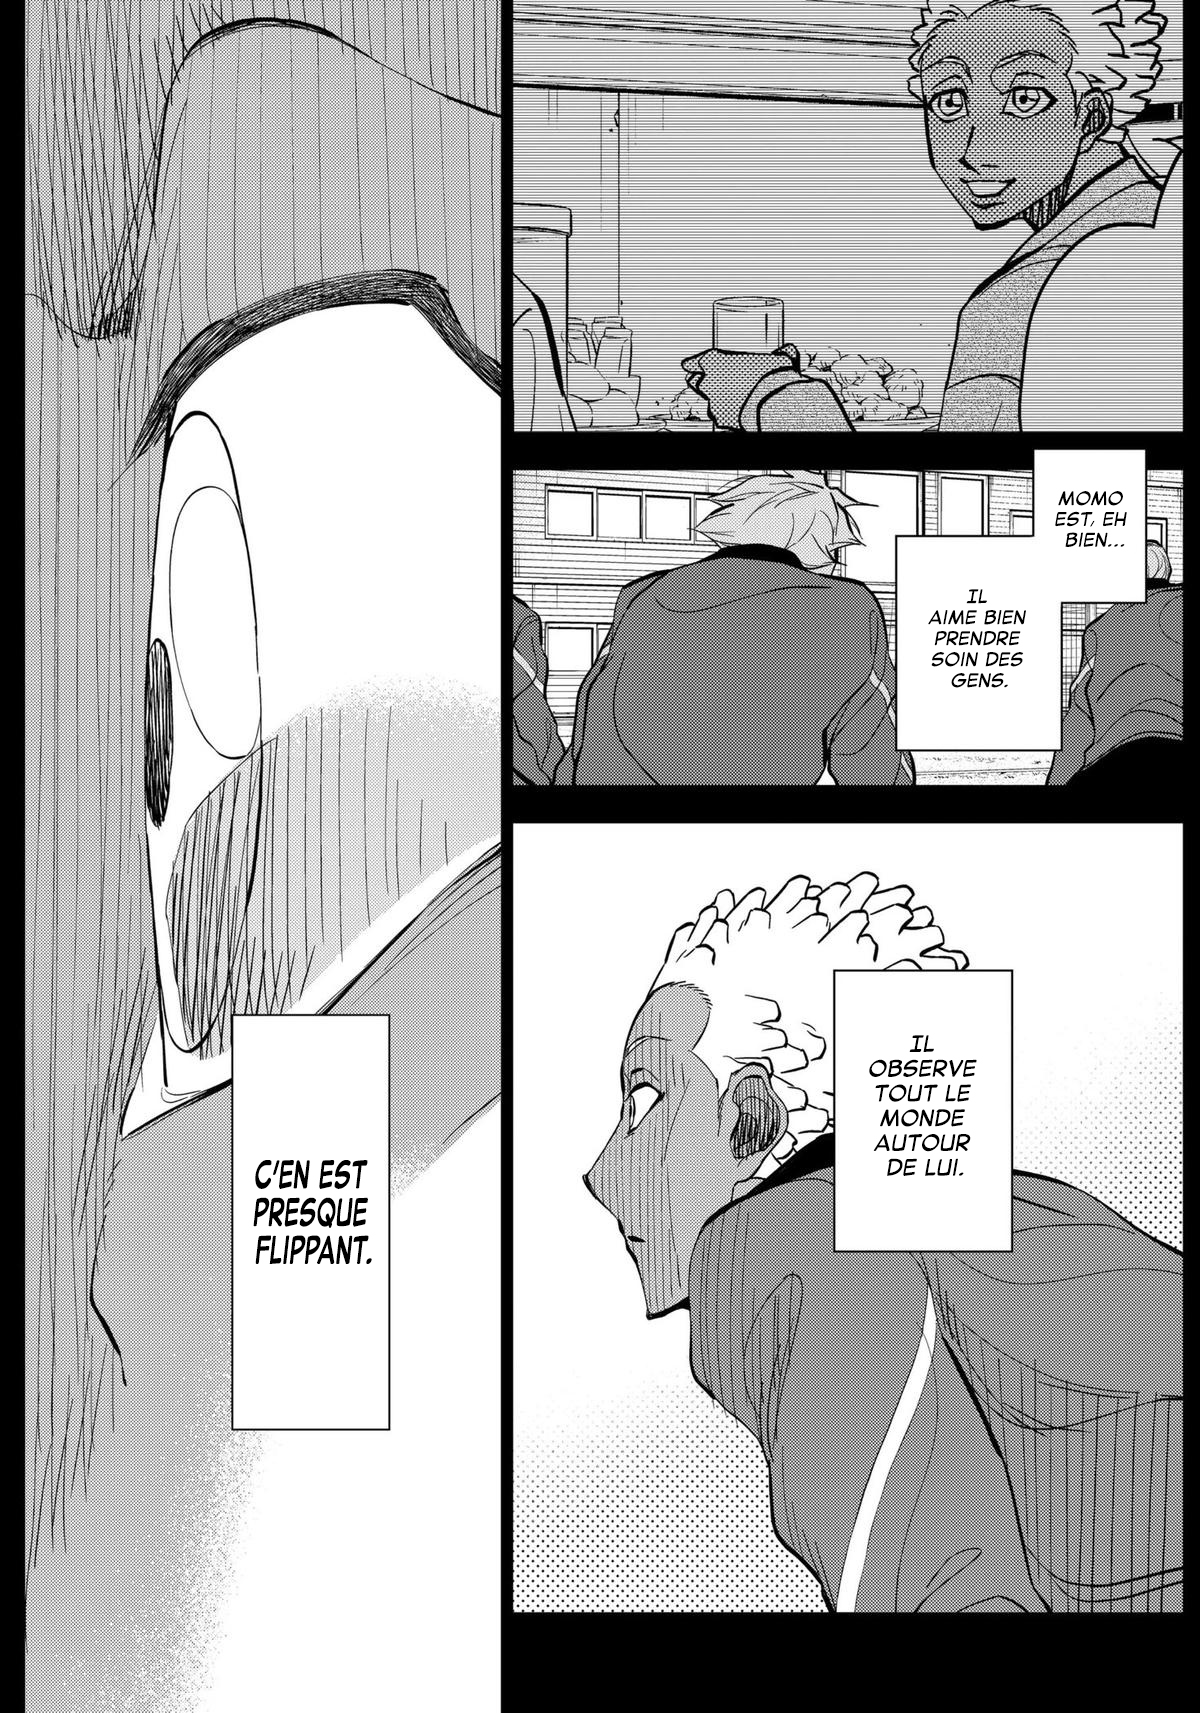 MOMO
EST, EH
BIEN...
IL
AIME BIEN
PRENDRE
SOIN DES
GENS.
IL
OBSERVE
TOUT LE
MONDE
AUTOUR
DE LUI.
C'EN EST
PRESQUE
FLIPPANT.